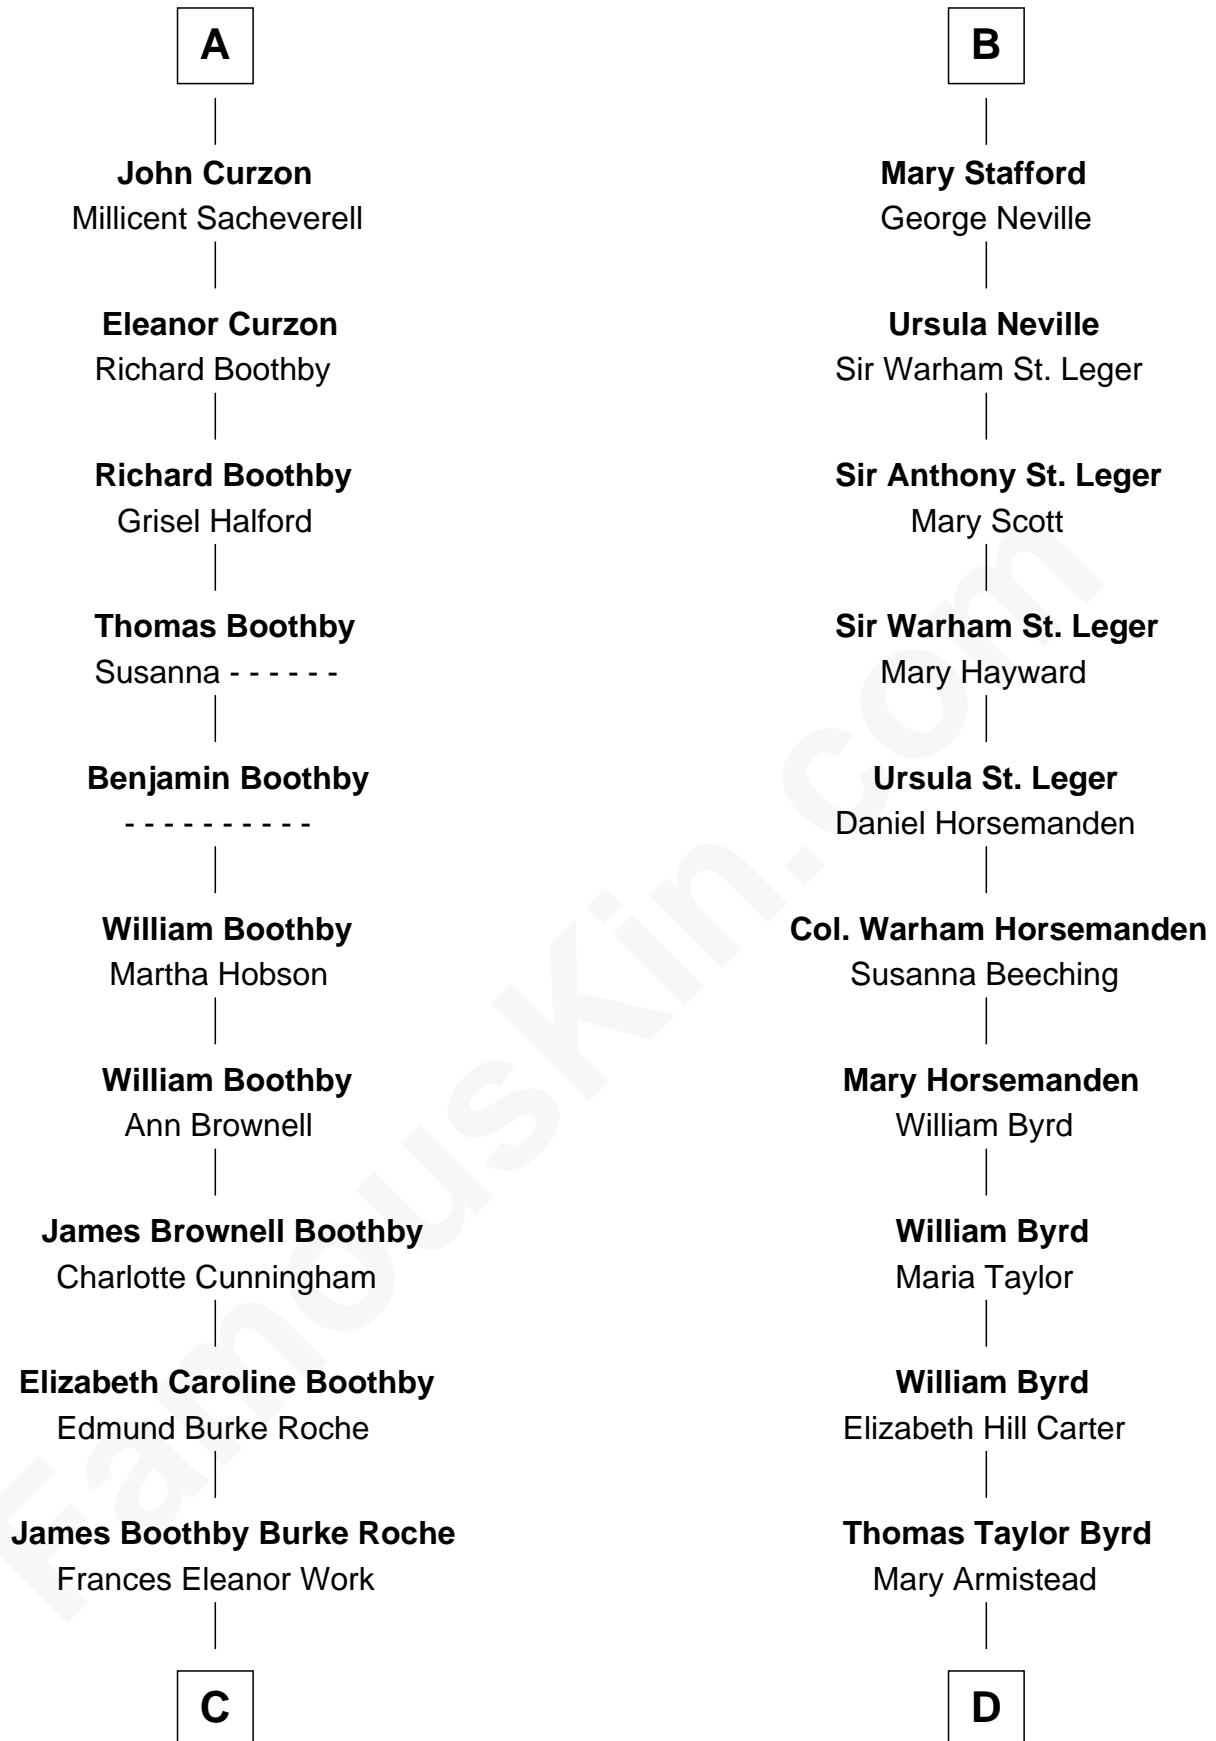 A
John Curzon
Millicent Sacheverell
Eleanor Curzon
Richard Boothby
Richard Boothby
Grisel Halford
Thomas Boothby
Susanna - - - - - -
Benjamin Boothby
- - - - - - - - - -
William Boothby
Martha Hobson
William Boothby
Ann Brownell
James Brownell Boothby
Charlotte Cunningham
Elizabeth Caroline Boothby
Edmund Burke Roche
James Boothby Burke Roche
Frances Eleanor Work
C
B
Mary Stafford
George Neville
Ursula Neville
Sir Warham St. Leger
Sir Anthony St. Leger
Mary Scott
Sir Warham St. Leger
Mary Hayward
Ursula St. Leger
Daniel Horsemanden
Col. Warham Horsemanden
Susanna Beeching
Mary Horsemanden
William Byrd
William Byrd
Maria Taylor
William Byrd
Elizabeth Hill Carter
Thomas Taylor Byrd
Mary Armistead
D
FamousKin.com